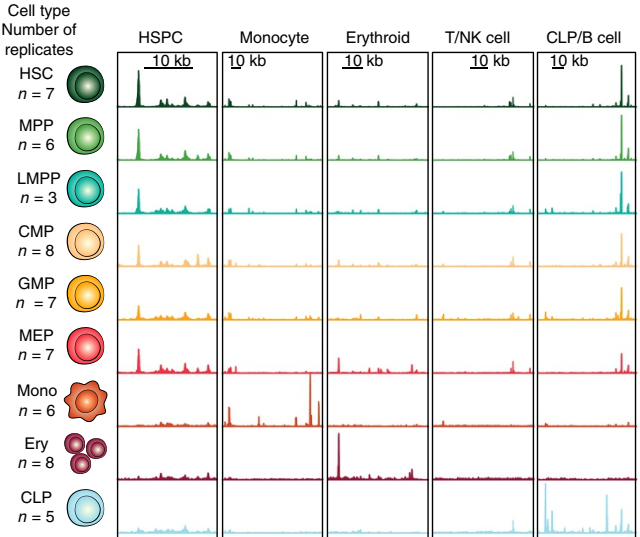 Cell type
Number of
replicates
HSPC
Monocyte
Erythroid
T/NK cell
CLP/B cell
10 kb
10 kb
10 kb
10 kb
10 kb
HSC
n = 7
MPP
n = 6
LMPP
n = 3
CMP
n = 8
GMP
n = 7
MEP
n = 7
Mono
n = 6
Ery
n = 8
CLP
n = 5